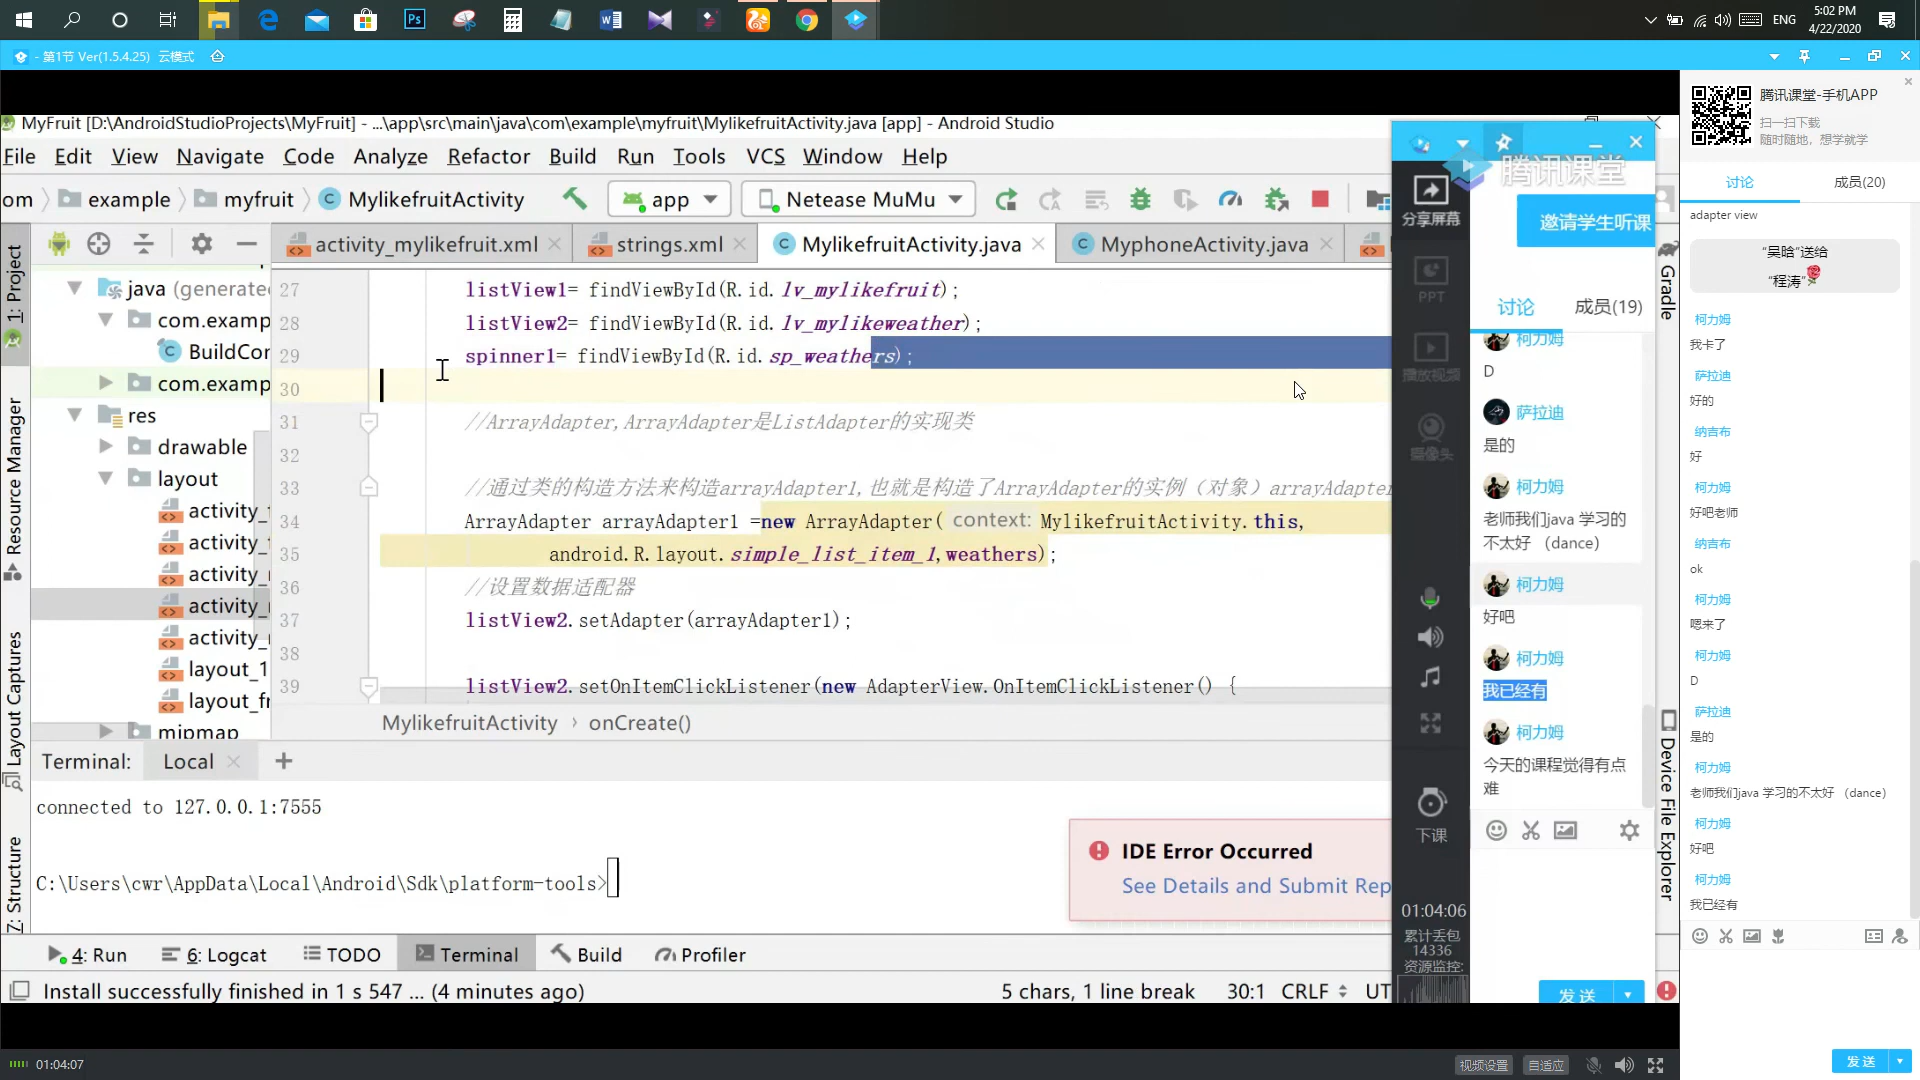 ENG
5:02 PM
4/22/2020
- 第1节 Ver(1.5.4.25) 云模式
MyFruit [D:\AndroidStudioProjects\MyFruit] - ...\app\src\main\java\com\example\myfruit\MylikefruitActivity.java [app] - Android Studio
File Edit View Navigate Code Analyze Refactor Build Run Tools VCS Window Help
om example myfruit MylikefruitActivity app Netease MuMu
activity_mylikefruit.xml strings.xml MylikefruitActivity.java MyphoneActivity.java
1: Project
Resource Manager
Layout Captures
Z: Structure
java (generate
com.examp
BuildCor
com.examp
res
drawable
layout
activity_
activity_
activity_
activity_
activity_
layout_1
layout_fr
mipmap
27 listView1= findViewById(R.id.lv_mylikefruit);
28 listView2= findViewById(R.id.lv_mylikeweather);
29 spinner1= findViewById(R.id.sp_weathers);
30
31 //ArrayAdapter,ArrayAdapter是ListAdapter的实现类
32
33 //通过类的构造方法来构造arrayAdapter1,也就是构造了ArrayAdapter的实例（对象）arrayAdapter
34 ArrayAdapter arrayAdapter1 =new ArrayAdapter( context: MylikefruitActivity.this,
35 android.R.layout.simple_list_item_1,weathers);
36 //设置数据适配器
37 listView2.setAdapter(arrayAdapter1);
38
39 listView2.setOnItemClickListener(new AdapterView.OnItemClickListener() {
MylikefruitActivity › onCreate()
Terminal: Local +
connected to 127.0.0.1:7555
C:\Users\cwr\AppData\Local\Android\Sdk\platform-tools>
IDE Error Occurred
See Details and Submit Rep
4: Run 6: Logcat TODO Terminal Build Profiler
Install successfully finished in 1 s 547 ... (4 minutes ago)
5 chars, 1 line break 30:1 CRLF UT
Gradle
Device File Explorer
腾讯课堂
分享屏幕
PPT
播放视频
摄像头
下课
01:04:06
累计丢包
14336
资源监控:
邀请学生听课
讨论 成员(19)
柯力姆
D
萨拉迪
是的
柯力姆
老师我们java 学习的
不太好 （dance）
柯力姆
好吧
柯力姆
我已经有
柯力姆
今天的课程觉得有点
难
发 送
腾讯课堂-手机APP
扫一扫下载
随时随地，想学就学
讨论 成员(20)
adapter view
“吴晗”送给
“程涛”
柯力姆
我卡了
萨拉迪
好的
纳吉布
好
柯力姆
好吧老师
纳吉布
ok
柯力姆
嗯来了
柯力姆
D
萨拉迪
是的
柯力姆
老师我们java 学习的不太好 （dance）
柯力姆
好吧
柯力姆
我已经有
发 送
01:04:07
视频设置 自适应